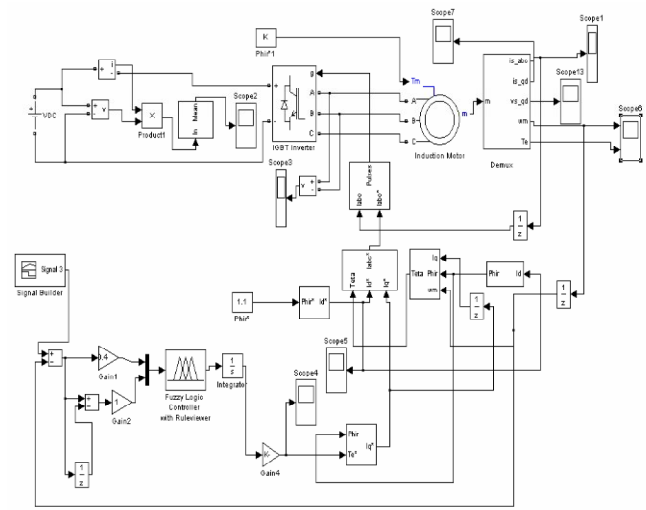 Scope7
Scope1
K
Phir*1
is_abc
is_qd
vs_qd
wm
Te
m
Demux
Scope13
Scope6
i
+
-
VDC
v
Product1
In
Mean
Scope2
g
A
B
C
IGBT Inverter
Tm
A
B
C
m
Induction Motor
Scope3
v
Pulses
Iabc
Iabc*
1
z
Signal 3
Signal Builder
Iabc*
Teta
Id*
Iq*
Teta
Iq
Phir
wm
Phir
Id
1
z
1
z
1.1
Phir*
Phir*
Id*
Scope5
0.4
Gain1
1
Gain2
Fuzzy Logic
Controller
with Ruleviewer
1
s
Integrator
Scope4
K-
Gain4
Phir
Te*
Iq*
1
z